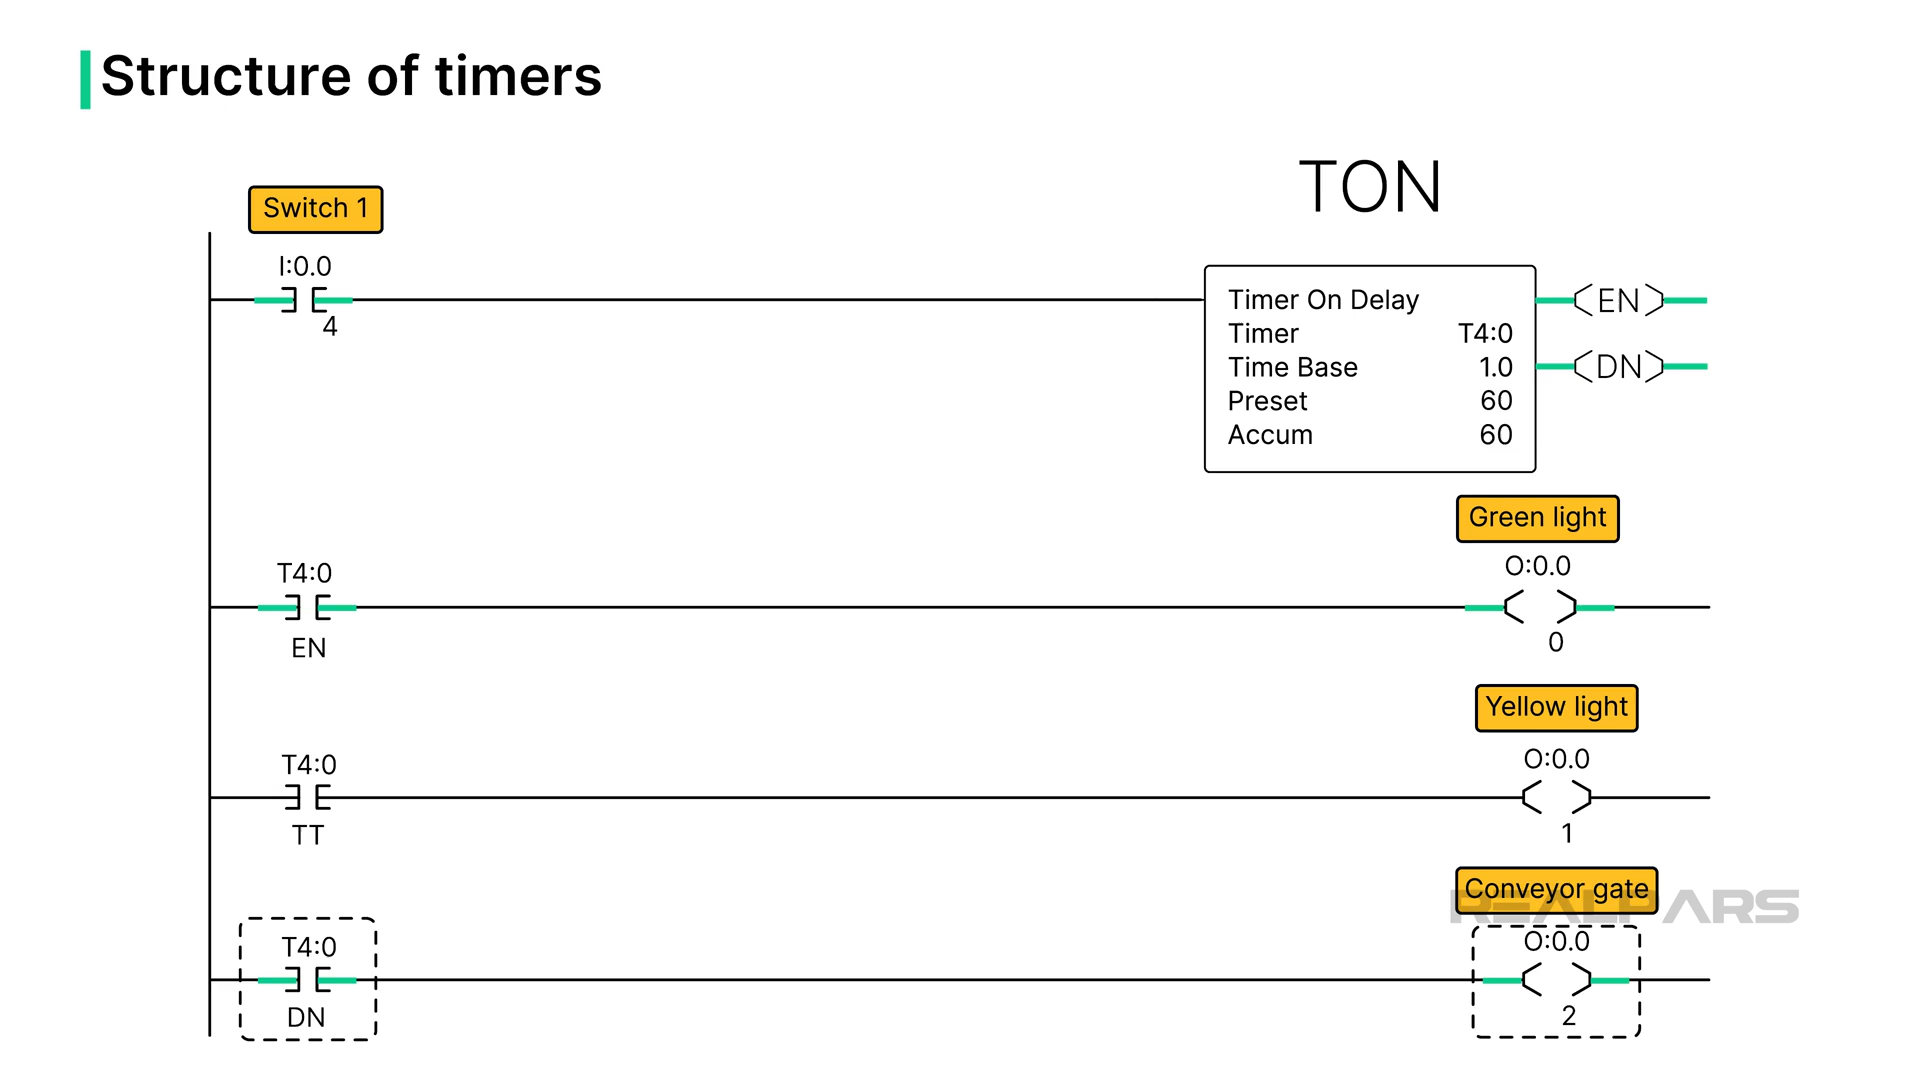 Structure of timers
TON
Switch 1
I:0.0
4
Timer On Delay
Timer T4:0
Time Base 1.0
Preset 60
Accum 60
EN
DN
Green light
T4:0
O:0.0
EN
0
Yellow light
T4:0
O:0.0
TT
1
Conveyor gate
REALPARS
T4:0
O:0.0
DN
2